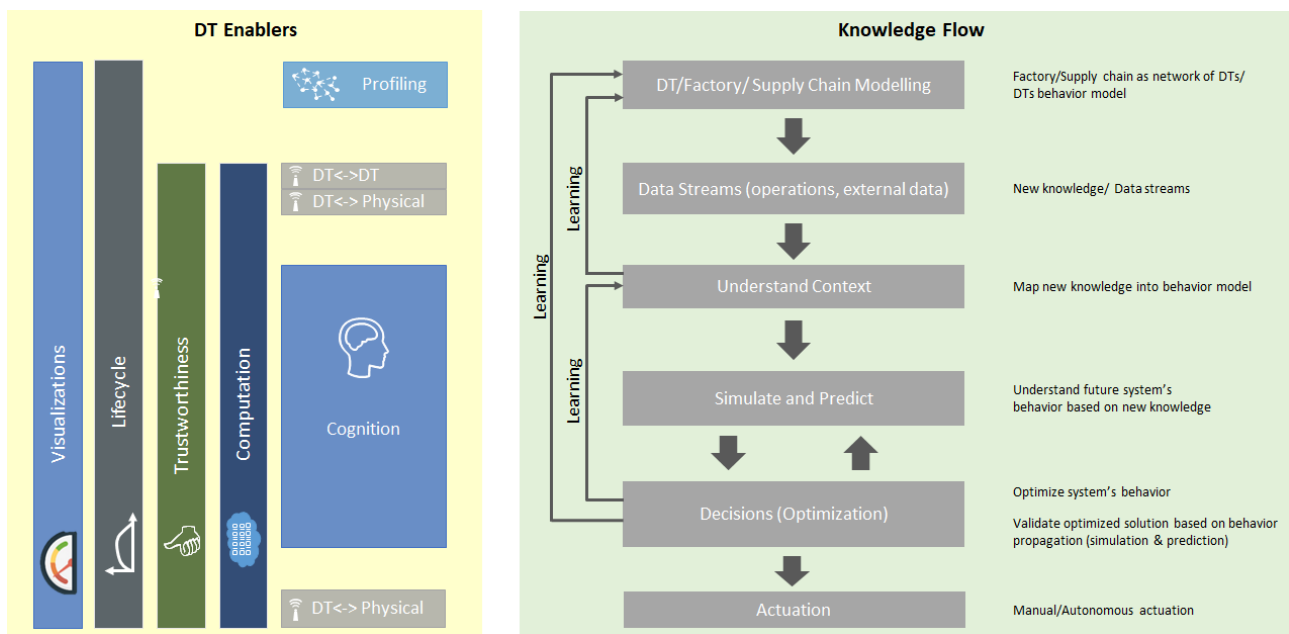 DT Enablers
Visualizations
Lifecycle
Trustworthiness
Computation
Profiling
DT<->DT
DT<-> Physical
Cognition
DT<-> Physical
Knowledge Flow
Learning
Learning
Learning
DT/Factory/ Supply Chain Modelling
Factory/Supply chain as network of DTs/
DTs behavior model
Data Streams (operations, external data)
New knowledge/ Data streams
Understand Context
Map new knowledge into behavior model
Simulate and Predict
Understand future system's
behavior based on new knowledge
Decisions (Optimization)
Optimize system's behavior
Validate optimized solution based on behavior
propagation (simulation & prediction)
Actuation
Manual/Autonomous actuation